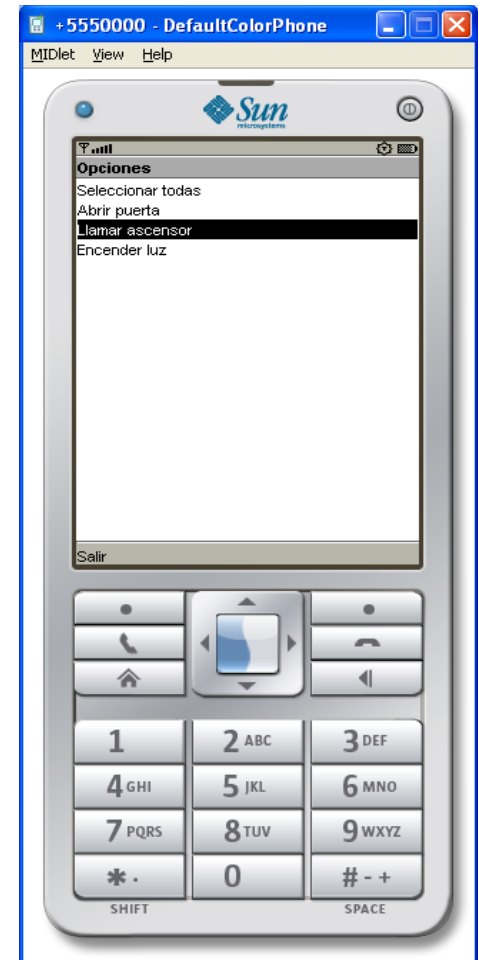 +5550000 - DefaultColorPhone
MIDlet View Help
Sun
microsystems
Opciones
Seleccionar todas
Abrir puerta
Llamar ascensor
Encender luz
Salir
1 2 ABC 3 DEF
4 GHI 5 JKL 6 MNO
7 PQRS 8 TUV 9 WXYZ
* . 0 # - +
SHIFT SPACE